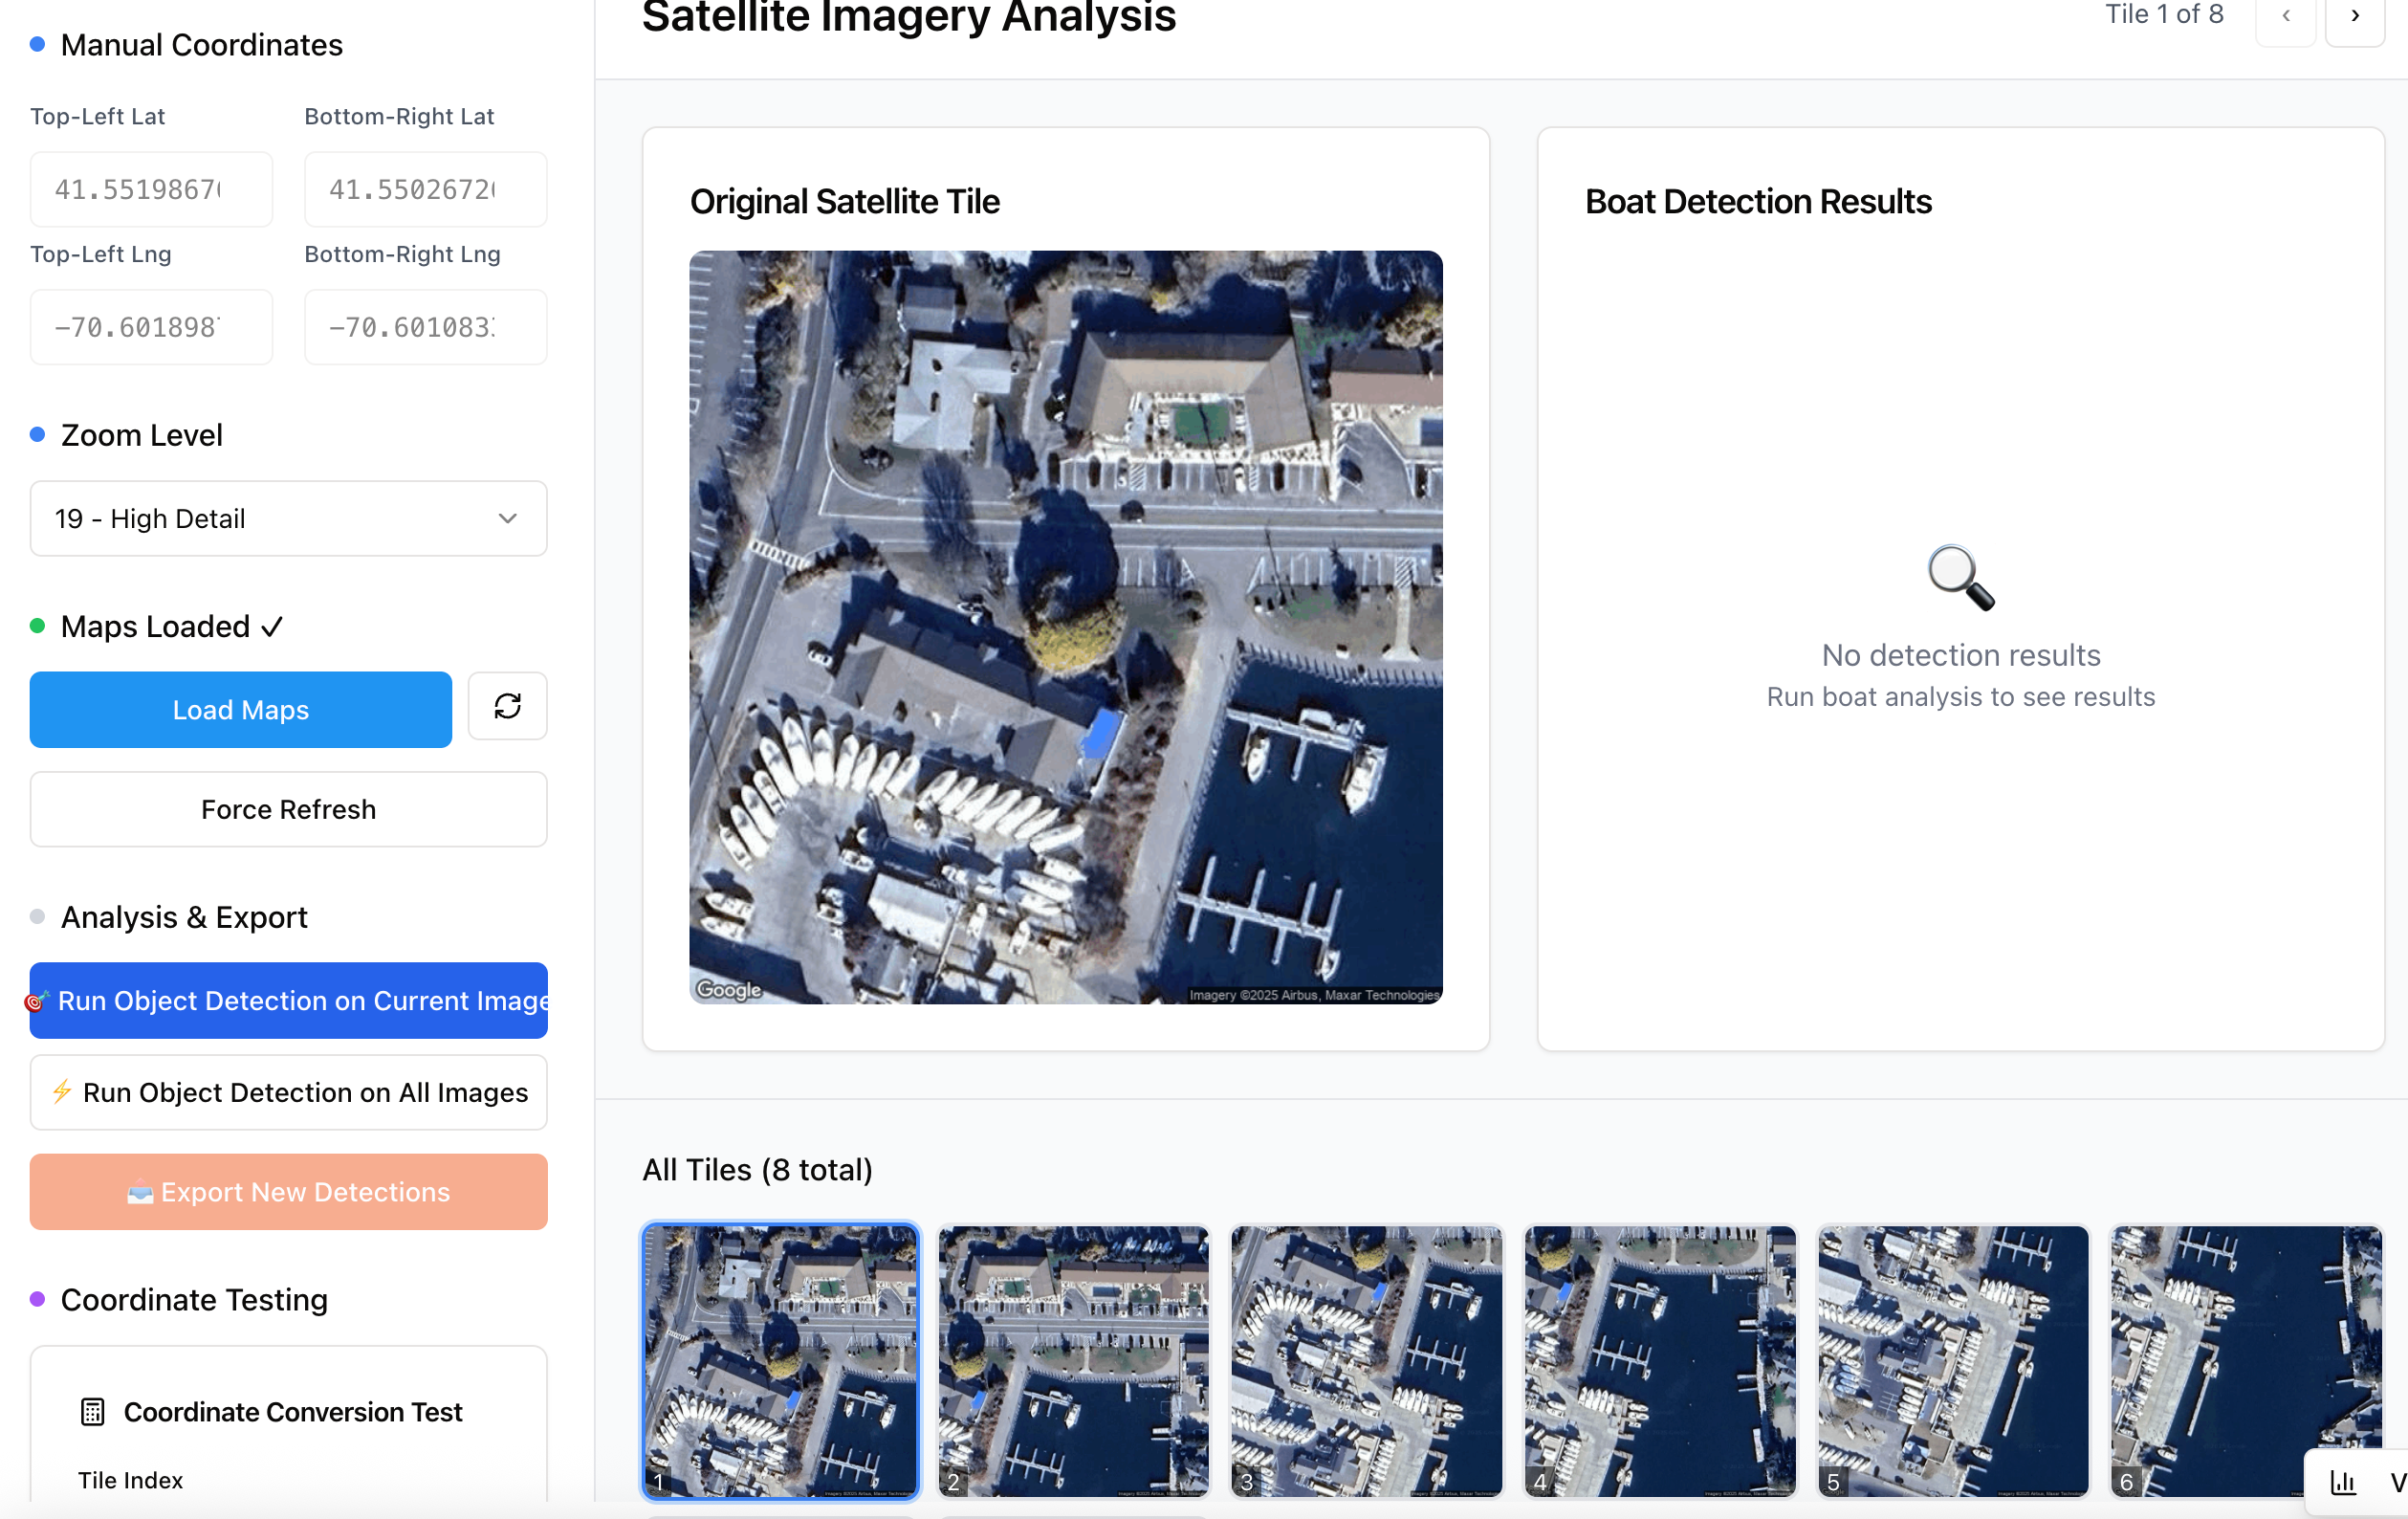 Manual Coordinates
Top-Left Lat
Bottom-Right Lat
41.5519867
41.5502672
Top-Left Lng
Bottom-Right Lng
-70.601898
-70.601083
Zoom Level
19 - High Detail
Maps Loaded ✓
Load Maps
Force Refresh
Analysis & Export
🎯 Run Object Detection on Current Image
⚡ Run Object Detection on All Images
📤 Export New Detections
Coordinate Testing
Coordinate Conversion Test
Tile Index
Satellite Imagery Analysis
Tile 1 of 8
‹
›
Original Satellite Tile
Google
Imagery ©2025 Airbus, Maxar Technologies
Boat Detection Results
No detection results
Run boat analysis to see results
All Tiles (8 total)
1
2
3
4
5
6
V